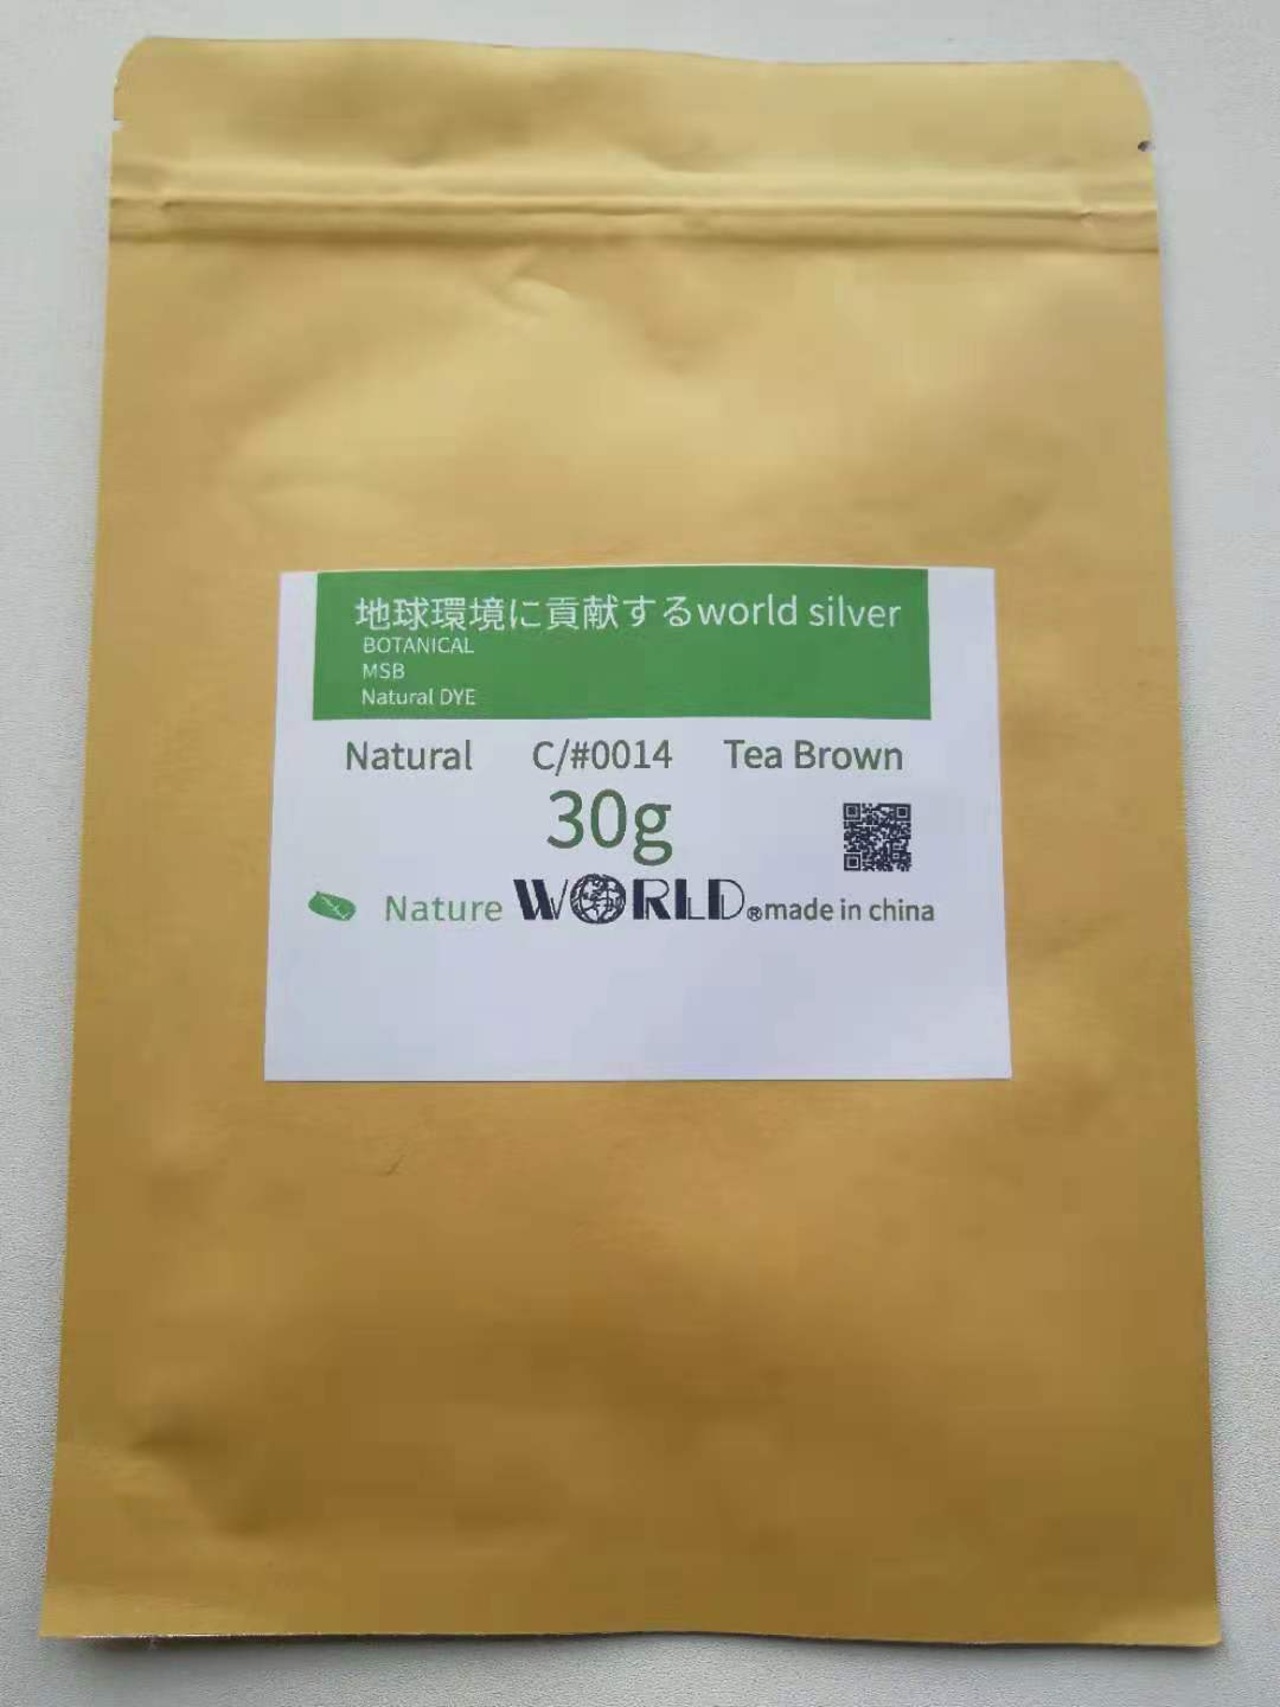 地球環境に貢献するworld silver
BOTANICAL
MSB
Natural DYE
Natural C/#0014 Tea Brown
30g
Nature WORLD®made in china